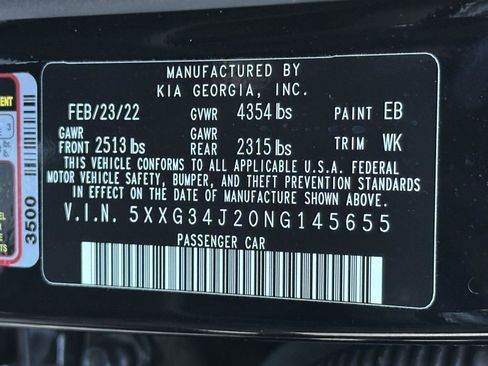 MANUFACTURED BY
KIA GEORGIA, INC.
FEB/23/22 GVWR 4354 lbs PAINT EB
GAWR GAWR
FRONT 2513 lbs REAR 2315 lbs TRIM WK
THIS VEHICLE CONFORMS TO ALL APPLICABLE U.S.A. FEDERAL
MOTOR VEHICLE SAFETY, BUMPER, AND THEFT PREVENTION STANDARDS
IN EFFECT ON THE DATE OF MANUFACTURE SHOWN ABOVE.
V.I.N. 5XXG34J20NG145655
PASSENGER CAR
3500